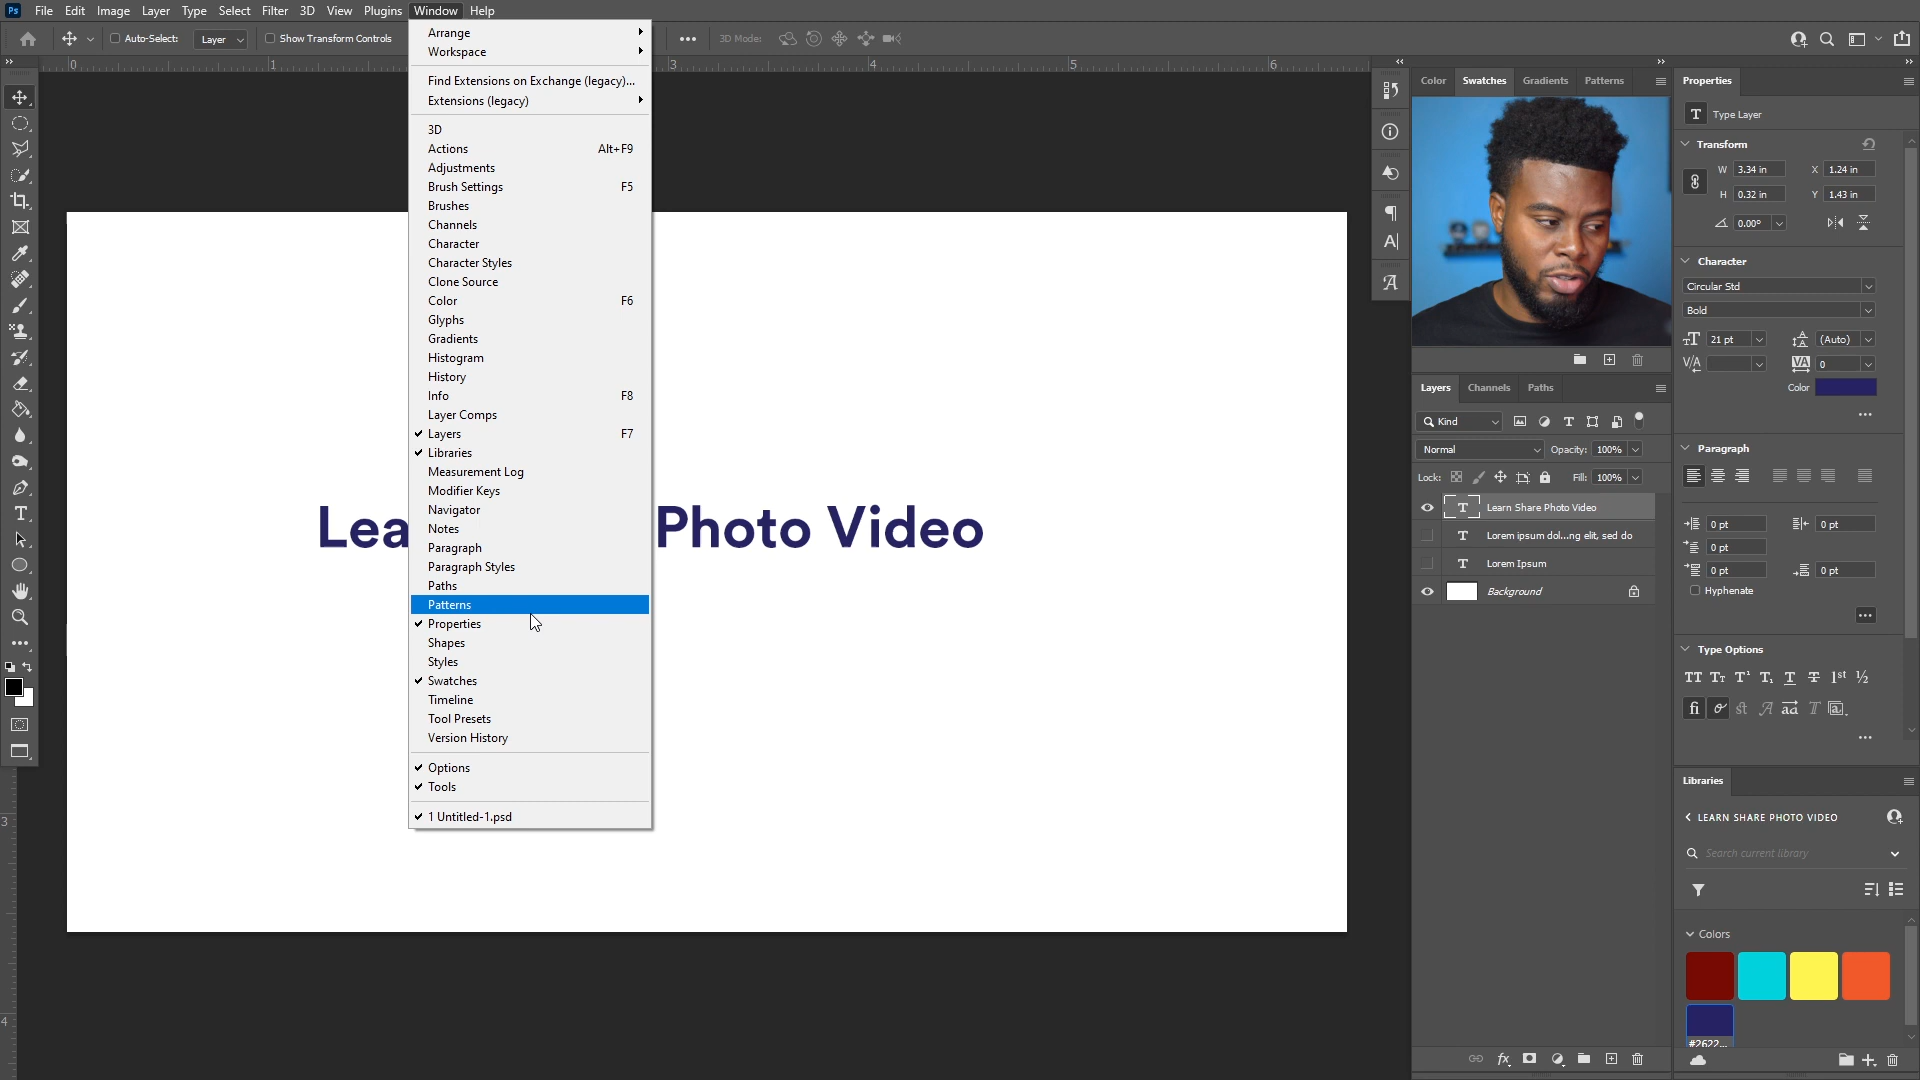 Ps File Edit Image Layer Type Select Filter 3D View Plugins Window Help
Auto-Select: Layer Show Transform Controls 3D Mode:
0 1 3 4 5 6
Arrange
Workspace
Find Extensions on Exchange (legacy)...
Extensions (legacy)
3D
Actions Alt+F9
Adjustments
Brush Settings F5
Brushes
Channels
Character
Character Styles
Clone Source
Color F6
Glyphs
Gradients
Histogram
History
Info F8
Layer Comps
Layers F7
Libraries
Measurement Log
Modifier Keys
Navigator
Notes
Paragraph
Paragraph Styles
Paths
Patterns
Properties
Shapes
Styles
Swatches
Timeline
Tool Presets
Version History
Options
Tools
1 Untitled-1.psd
Lea Photo Video
3
4
Color Swatches Gradients Patterns
Layers Channels Paths
Kind
Normal Opacity: 100%
Lock: Fill: 100%
Learn Share Photo Video
Lorem ipsum dol...ng elit, sed do
Lorem Ipsum
Background
Properties
Type Layer
Transform
W 3.34 in X 1.24 in
H 0.32 in Y 1.43 in
0.00°
Character
Circular Std
Bold
21 pt (Auto)
0
Color
Paragraph
0 pt 0 pt
0 pt
0 pt 0 pt
Hyphenate
Type Options
Libraries
LEARN SHARE PHOTO VIDEO
Search current library
Colors
#2622...